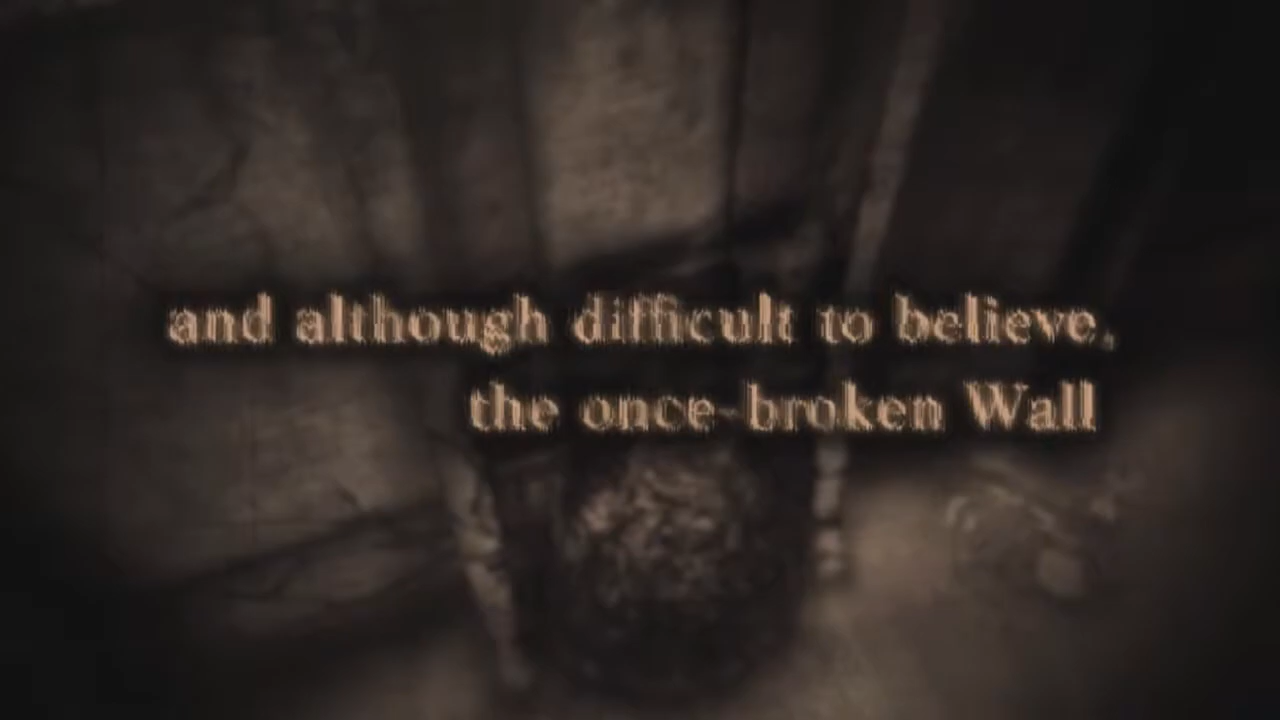 and although difficult to believe,
the once-broken Wall